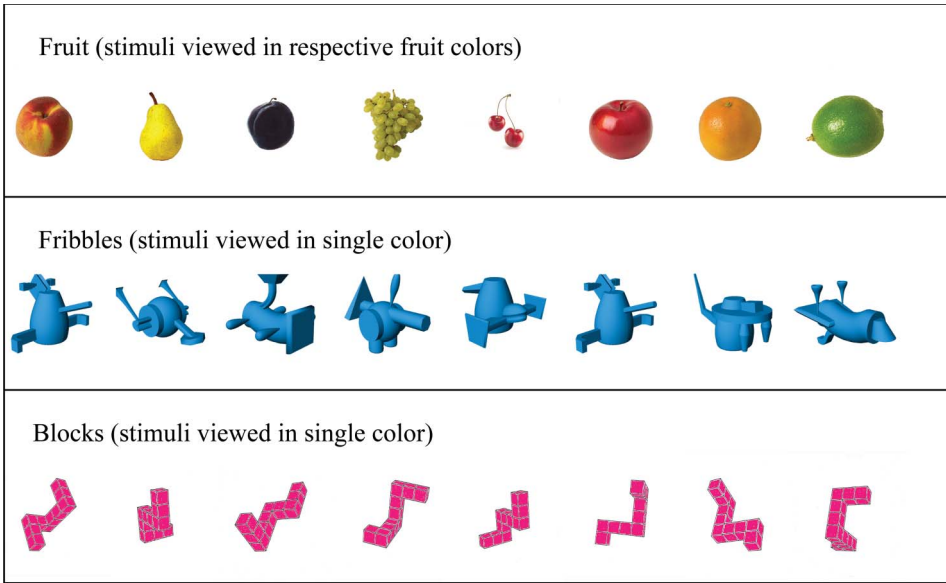 Fruit (stimuli viewed in respective fruit colors)
Fribbles (stimuli viewed in single color)
Blocks (stimuli viewed in single color)